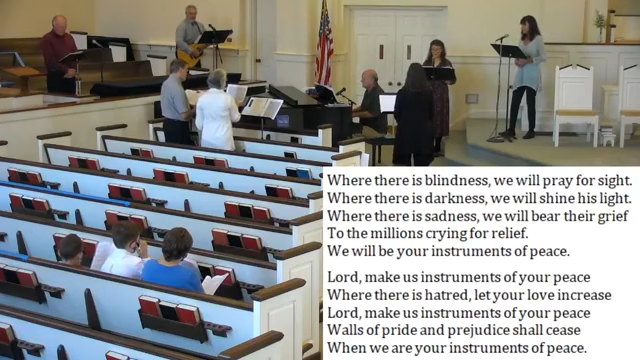 Where there is blindness, we will pray for sight.
Where there is darkness, we will shine his light.
Where there is sadness, we will bear their grief
To the millions crying for relief.
We will be your instruments of peace.
Lord, make us instruments of your peace
Where there is hatred, let your love increase
Lord, make us instruments of your peace
Walls of pride and prejudice shall cease
When we are your instruments of peace.